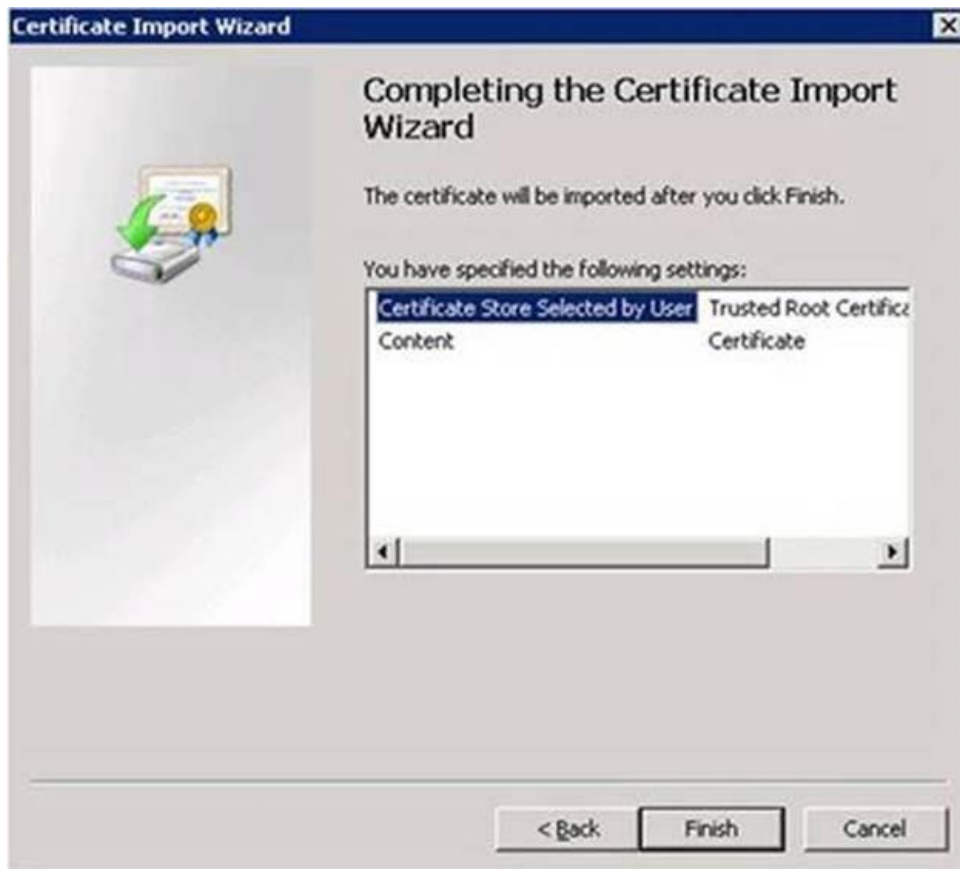 Certificate Import Wizard
Completing the Certificate Import
Wizard
The certificate will be imported after you click Finish.
You have specified the following settings:
Certificate Store Selected by User Trusted Root Certifica
Content Certificate
< Back Finish Cancel